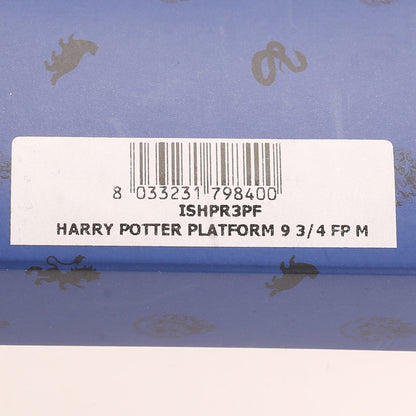 8 033231 798400
ISHPR3PF
HARRY POTTER PLATFORM 9 3/4 FP M